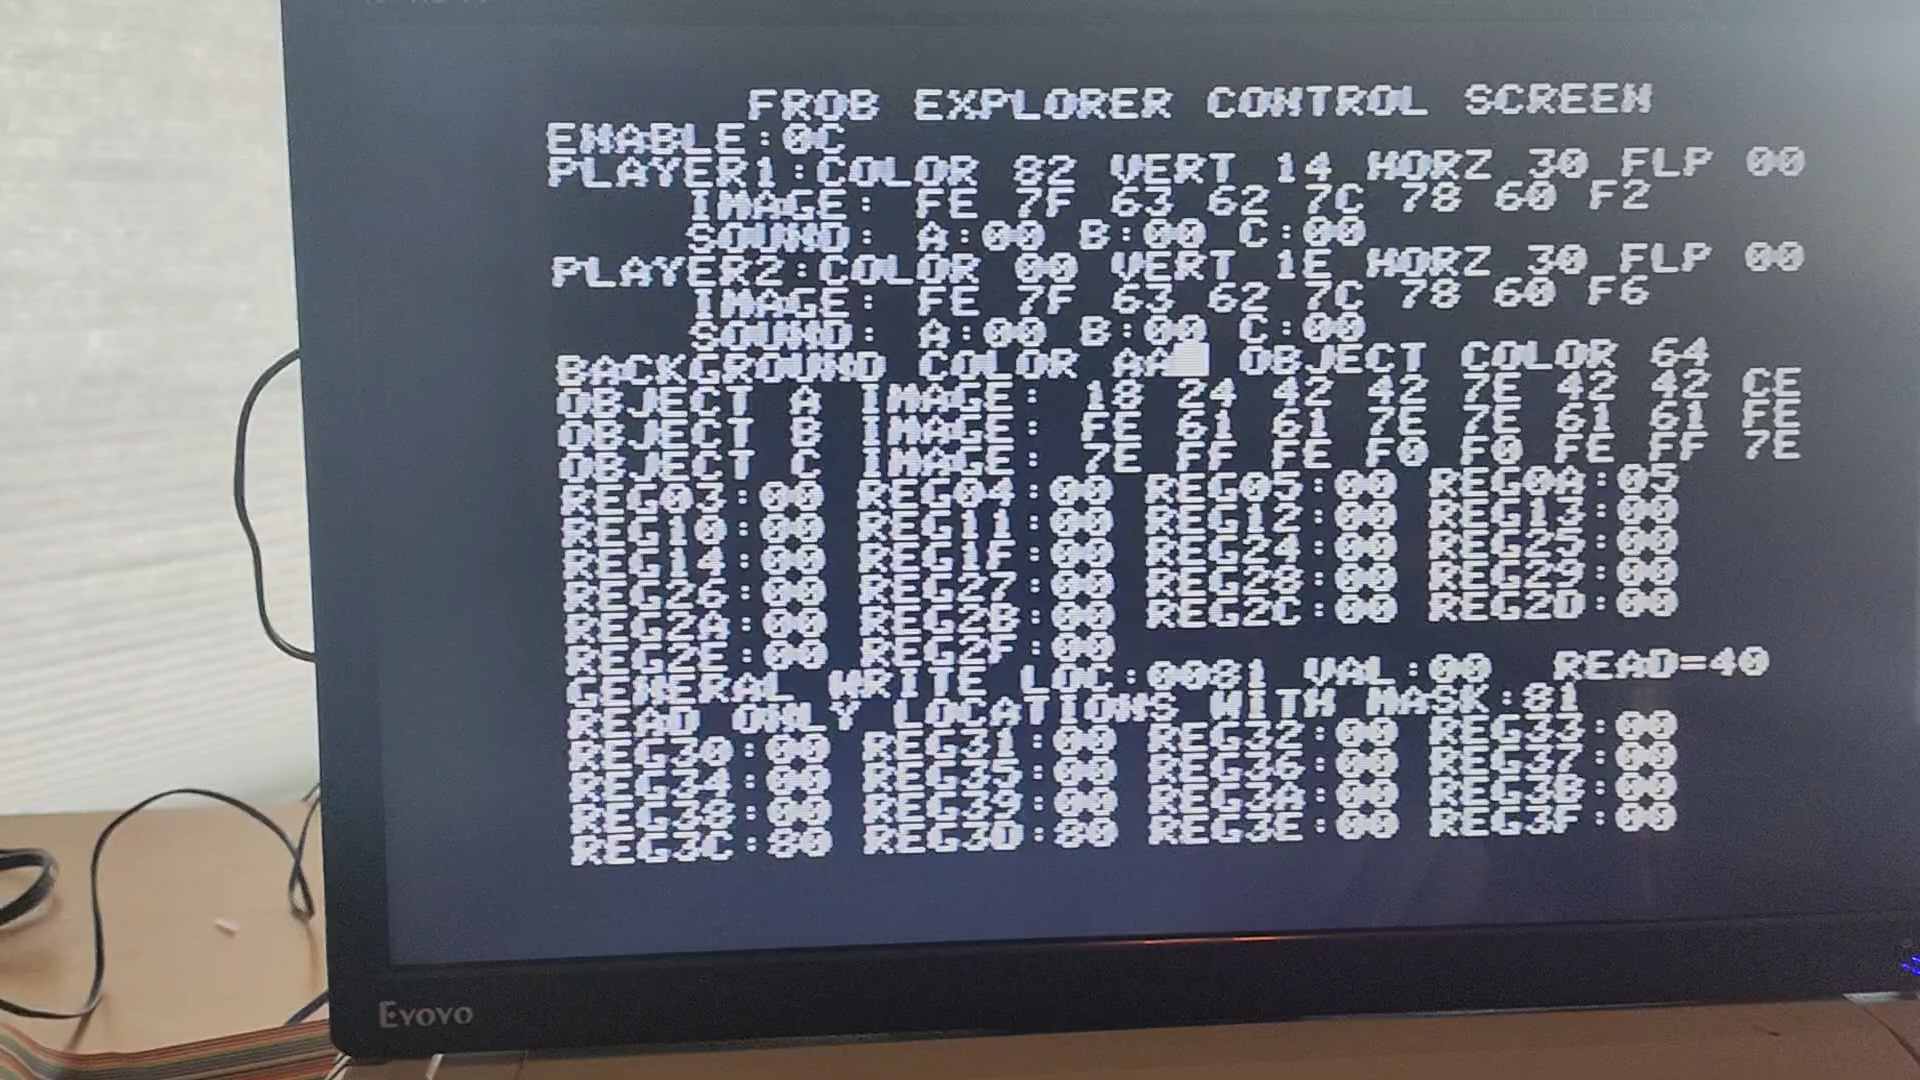 FROB EXPLORER CONTROL SCREEN
ENABLE:0C
PLAYER1:COLOR 82 VERT 14 HORZ 30 FLP 00
IMAGE: FE 7F 63 62 7C 78 60 F2
SOUND: A:00 B:00 C:00
PLAYER2:COLOR 00 VERT 1E HORZ 30 FLP 00
IMAGE: FE 7F 63 62 7C 78 60 F6
SOUND: A:00 B:00 C:00
BACKGROUND COLOR AA OBJECT COLOR 64
OBJECT A IMAGE: 18 24 42 42 7E 42 42 CE
OBJECT B IMAGE: FE 61 61 7E 7E 61 61 FE
OBJECT C IMAGE: 7E FF FE F0 F0 FE FF 7E
REG03:00 REG04:00 REG05:00 REG0A:05
REG10:00 REG11:00 REG12:00 REG13:00
REG14:00 REG1F:00 REG24:00 REG25:00
REG26:00 REG27:00 REG28:00 REG29:00
REG2A:00 REG2B:00 REG2C:00 REG2D:00
REG2E:00 REG2F:00
GENERAL WRITE LOC:0081 VAL:00 READ=40
READ ONLY LOCATIONS WITH MASK:81
REG30:00 REG31:00 REG32:00 REG33:00
REG34:00 REG35:00 REG36:00 REG37:00
REG38:00 REG39:00 REG3A:00 REG3B:00
REG3C:80 REG3D:80 REG3E:00 REG3F:00
Evovo